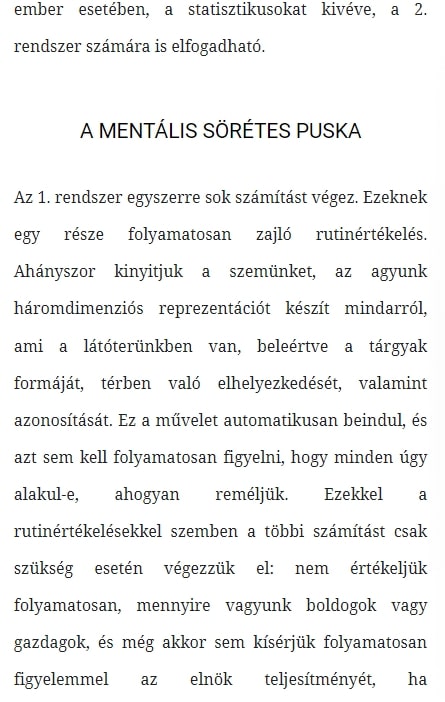 ember esetében, a statisztikusokat kivéve, a 2.
rendszer számára is elfogadható.
A MENTÁLIS SÖRÉTES PUSKA
Az 1. rendszer egyszerre sok számítást végez. Ezeknek
egy része folyamatosan zajló rutinértékelés.
Ahányszor kinyitjuk a szemünket, az agyunk
háromdimenziós reprezentációt készít mindarról,
ami a látóterünkben van, beleértve a tárgyak
formáját, térben való elhelyezkedését, valamint
azonosítását. Ez a művelet automatikusan beindul, és
azt sem kell folyamatosan figyelni, hogy minden úgy
alakul-e, ahogyan reméljük. Ezekkel a
rutinértékelésekkel szemben a többi számítást csak
szükség esetén végezzük el: nem értékeljük
folyamatosan, mennyire vagyunk boldogok vagy
gazdagok, és még akkor sem kísérjük folyamatosan
figyelemmel az elnök teljesítményét, ha